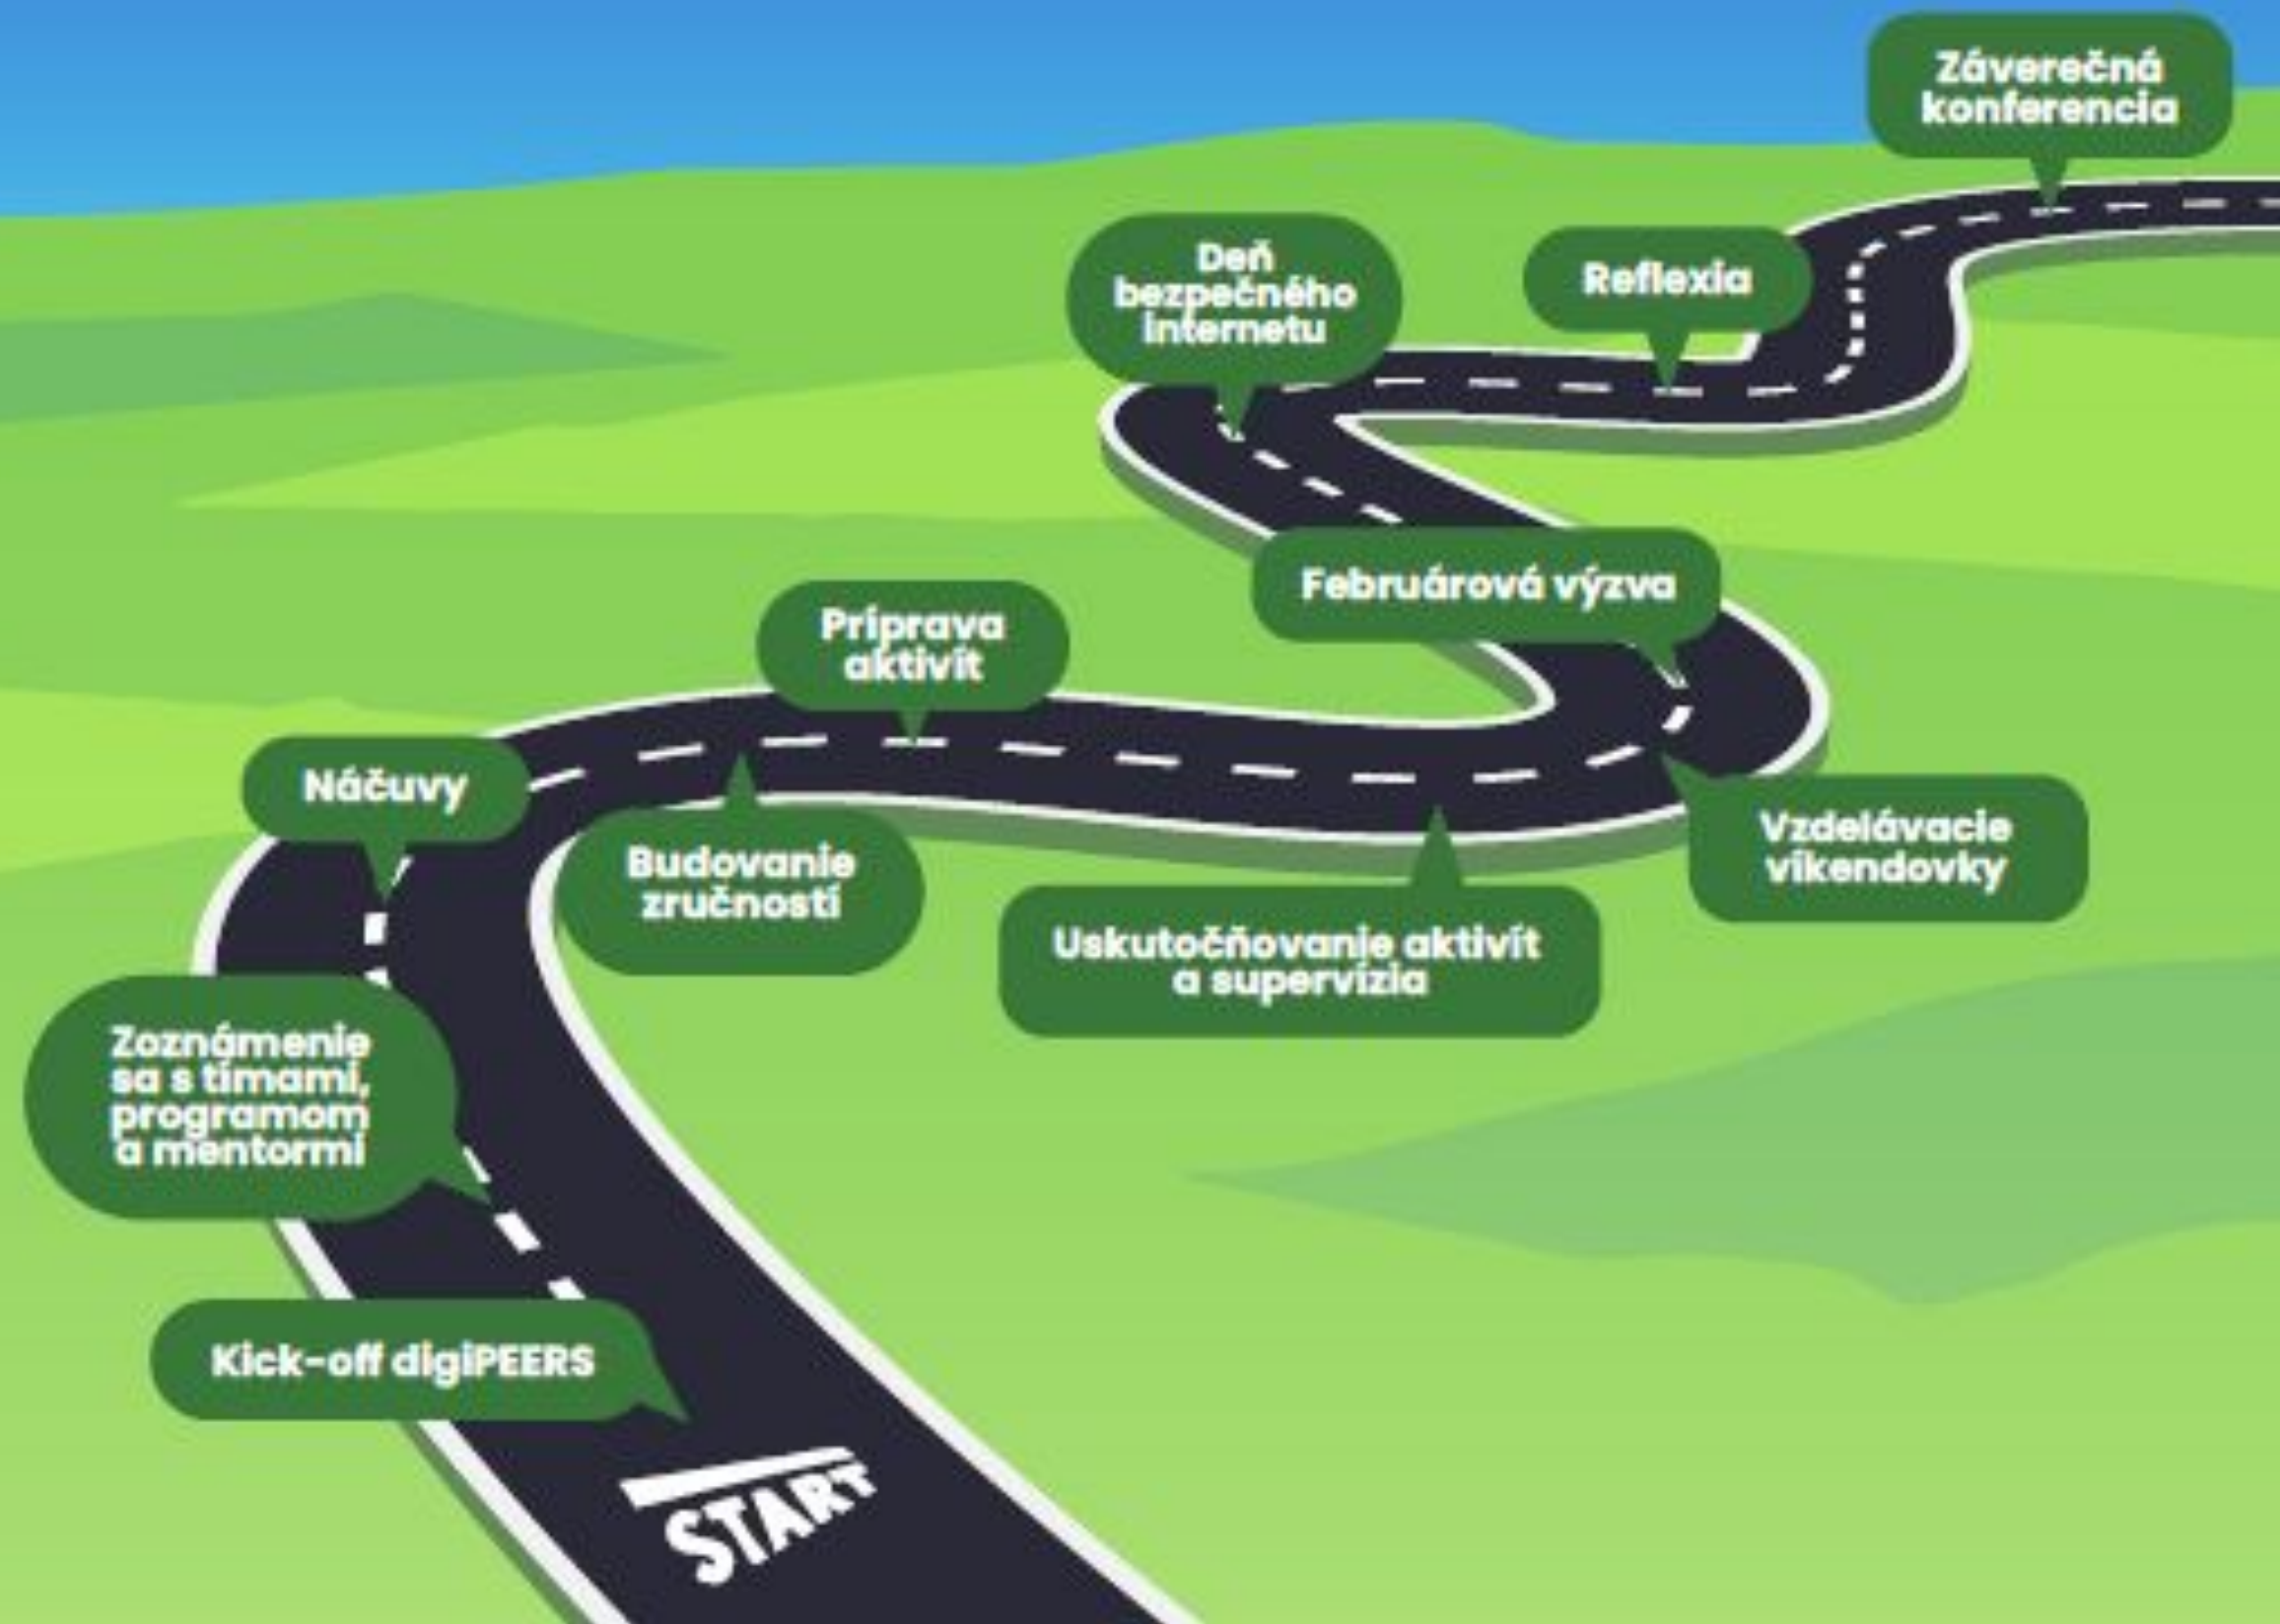 Záverečná
konferencia
Deň
bezpečného
internetu
Reflexia
Februárová výzva
Príprava
aktivít
Náčuvy
Budovanie
zručností
Vzdelávacie
víkendovky
Uskutočňovanie aktivít
a supervízia
Zoznámenie
sa s tímami,
programom
a mentormi
Kick-off digiPEERS
START